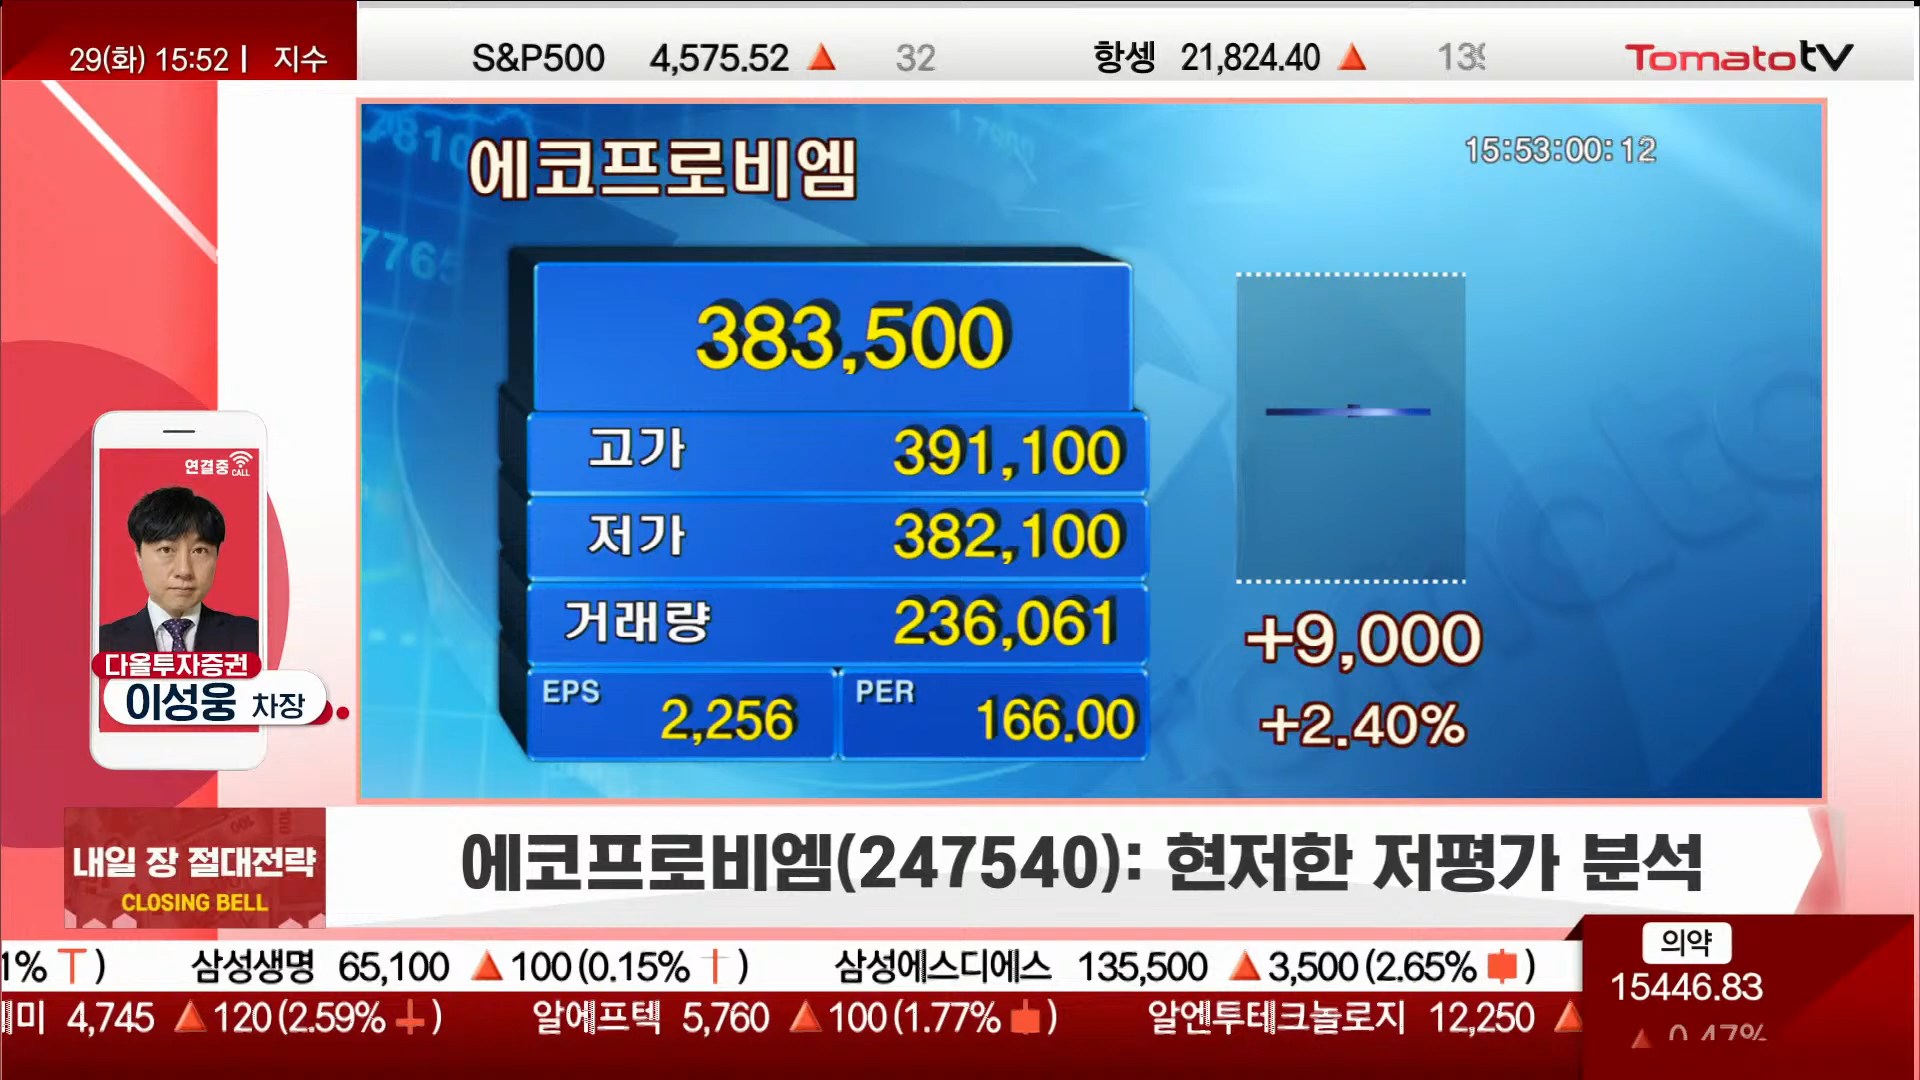 29(화) 15:52 | 지수
S&P500 4,575.52 ▲ 32
항셍 21,824.40 ▲
TomatoTV
에코프로비엠
15:53:00:12
383,500
고가 391,100
저가 382,100
거래량 236,061
EPS 2,256
PER 166.00
+9,000
+2.40%
연결중
CALL
다올투자증권
이성웅 차장
내일 장 절대전략
CLOSING BELL
에코프로비엠(247540): 현저한 저평가 분석
1% )
삼성생명 65,100 ▲100(0.15% )
삼성에스디에스 135,500 ▲3,500(2.65% )
미 4,745 ▲120(2.59% )
알에프텍 5,760 ▲100(1.77% )
알엔투테크놀로지 12,250 ▲
의약
15446.83
▲ 0.47%